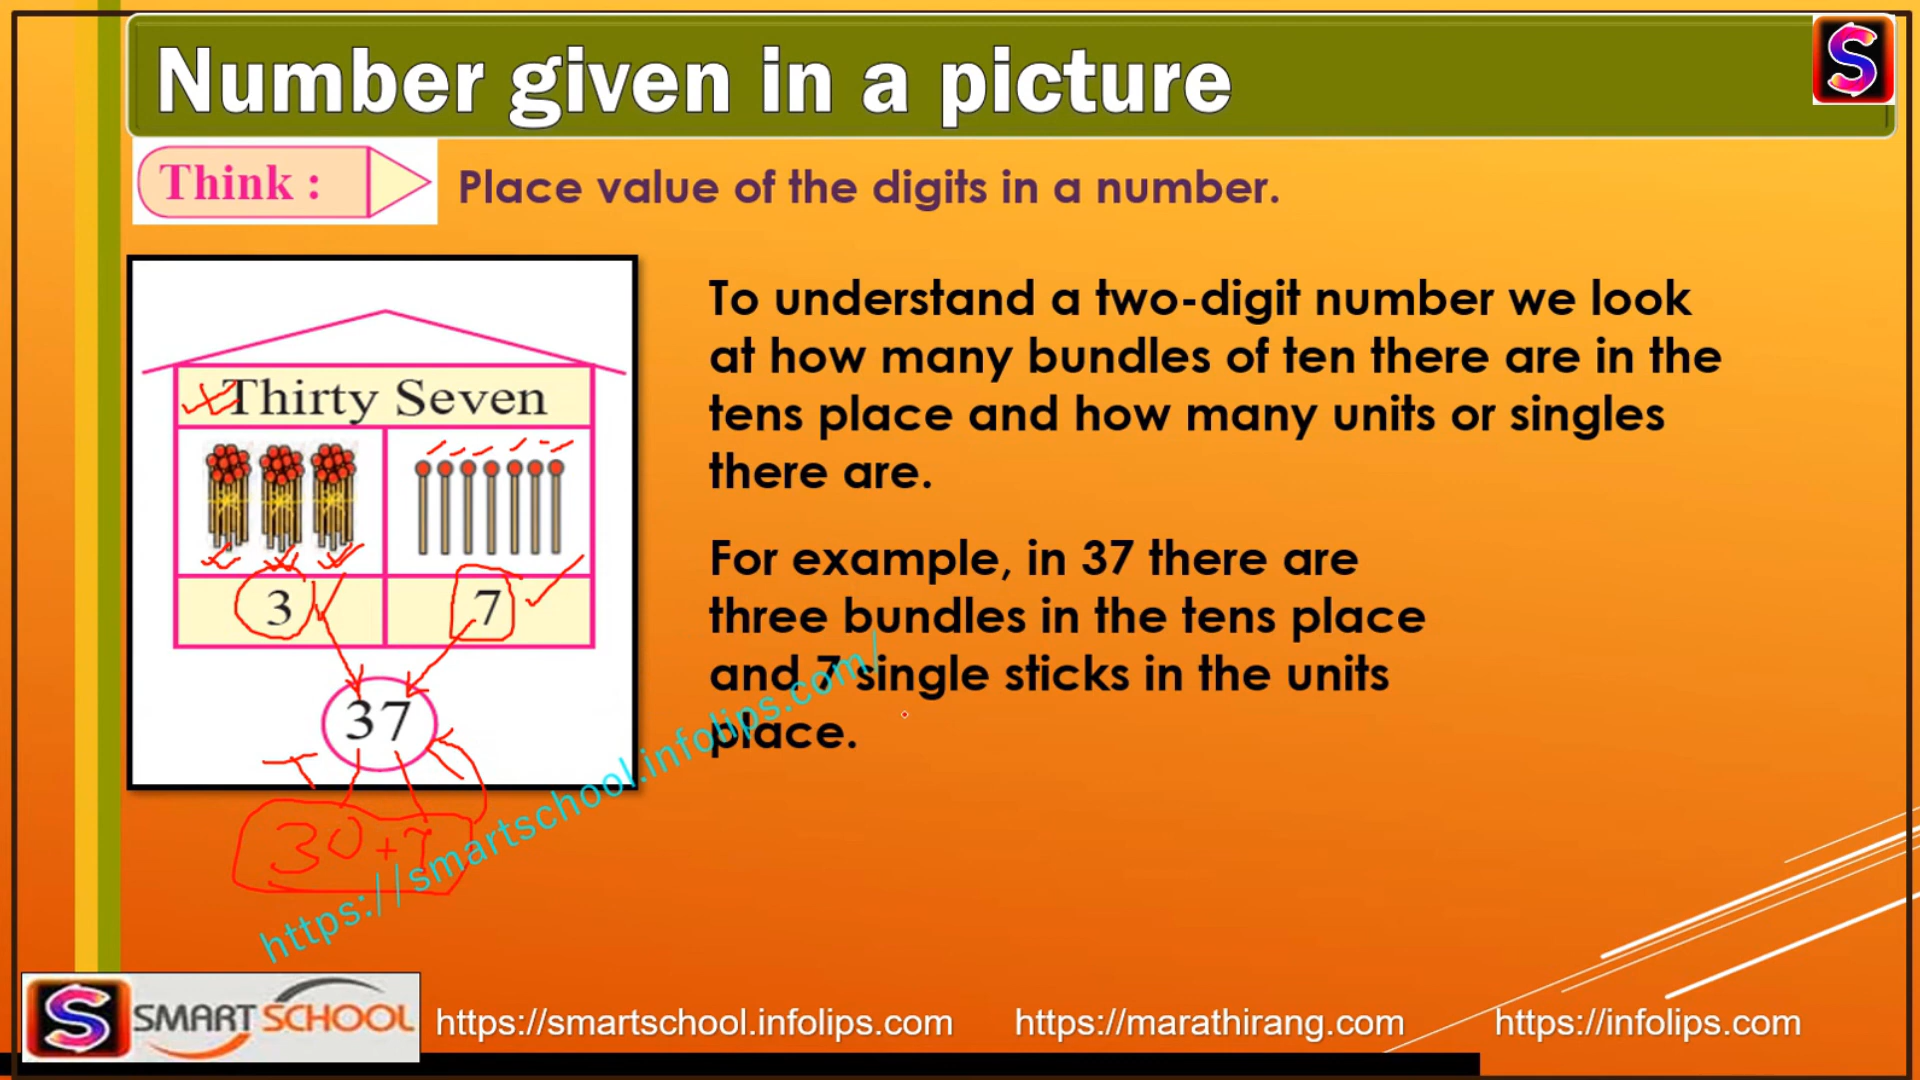 Number given in a picture
S
Think :
Place value of the digits in a number.
Thirty Seven
3
7
37
30+7
To understand a two-digit number we look
at how many bundles of ten there are in the
tens place and how many units or singles
there are.
For example, in 37 there are
three bundles in the tens place
and 7 single sticks in the units
place.
https://smartschool.infolips.com/
S SMART SCHOOL
https://smartschool.infolips.com
https://marathirang.com
https://infolips.com